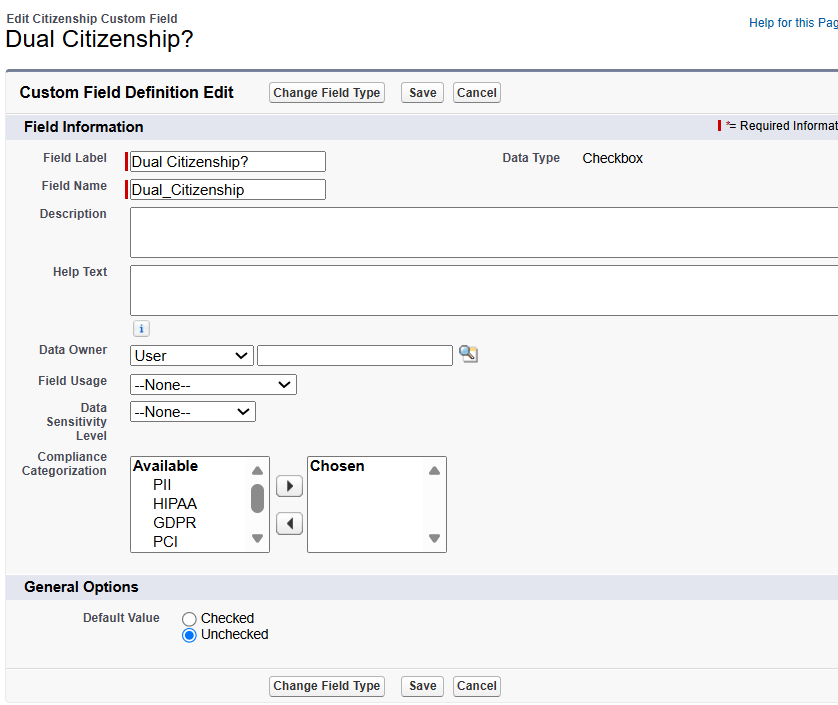 Edit Citizenship Custom Field
Dual Citizenship?
Help for this Pag
Custom Field Definition Edit
Change Field Type
Save
Cancel
Field Information
*= Required Informat
Field Label
Dual Citizenship?
Data Type
Checkbox
Field Name
Dual_Citizenship
Description
Help Text
i
Data Owner
User
Field Usage
--None--
Data
Sensitivity
Level
--None--
Compliance
Categorization
Available
PII
HIPAA
GDPR
PCI
Chosen
General Options
Default Value
Checked
Unchecked
Change Field Type
Save
Cancel